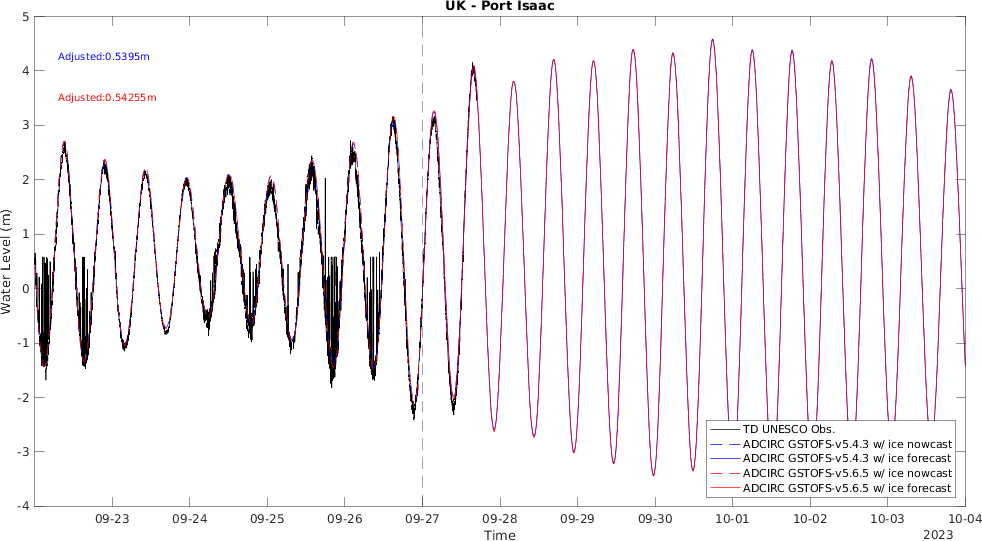 UK - Port Isaac
Adjusted:0.5395m
Adjusted:0.54255m
Water Level (m)
5
4
3
2
1
0
-1
-2
-3
-4
TD UNESCO Obs.
ADCIRC GSTOFS-v5.4.3 w/ ice nowcast
ADCIRC GSTOFS-v5.4.3 w/ ice forecast
ADCIRC GSTOFS-v5.6.5 w/ ice nowcast
ADCIRC GSTOFS-v5.6.5 w/ ice forecast
09-23 09-24 09-25 09-26 09-27 09-28 09-29 09-30 10-01 10-02 10-03 10-04
Time
2023